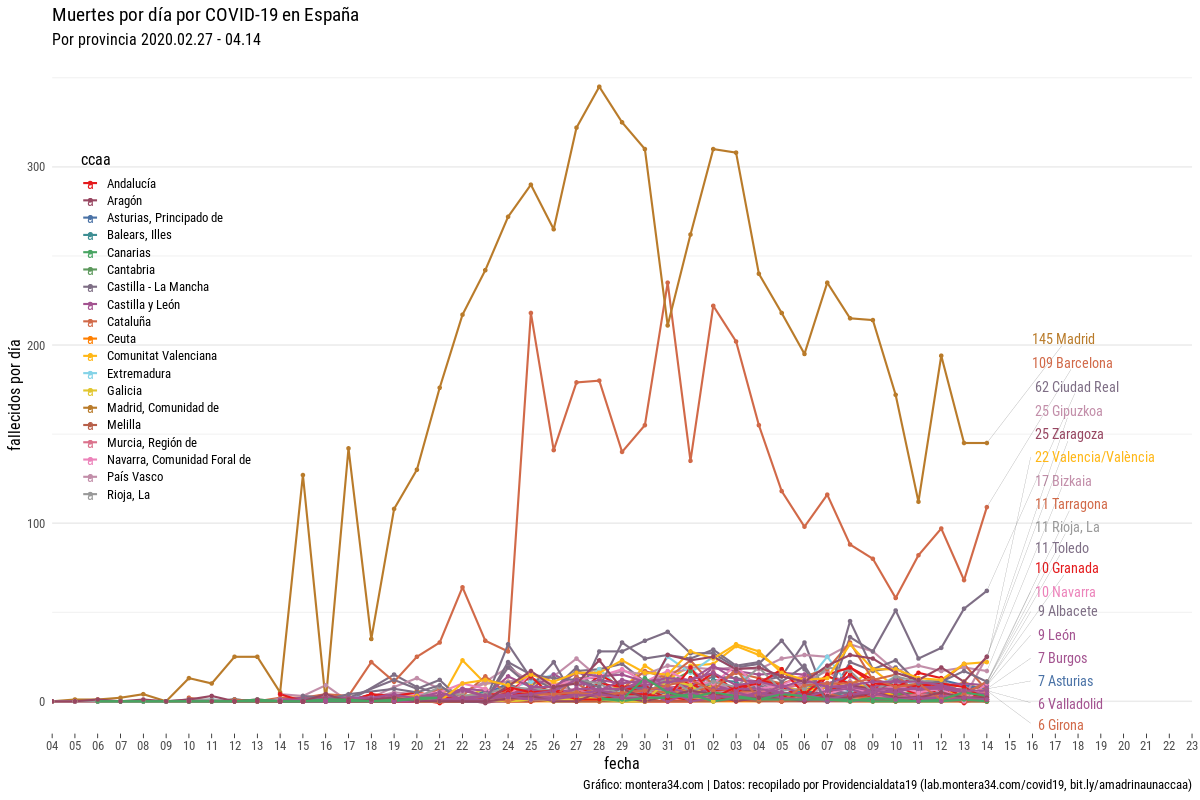 Muertes por día por COVID-19 en España
Por provincia 2020.02.27 - 04.14
fallecidos por día
300
200
100
0
ccaa
Andalucía
Aragón
Asturias, Principado de
Balears, Illes
Canarias
Cantabria
Castilla - La Mancha
Castilla y León
Cataluña
Ceuta
Comunitat Valenciana
Extremadura
Galicia
Madrid, Comunidad de
Melilla
Murcia, Región de
Navarra, Comunidad Foral de
País Vasco
Rioja, La
145 Madrid
109 Barcelona
62 Ciudad Real
25 Gipuzkoa
25 Zaragoza
22 Valencia/València
17 Bizkaia
11 Tarragona
11 Rioja, La
11 Toledo
10 Granada
10 Navarra
9 Albacete
9 León
7 Burgos
7 Asturias
6 Valladolid
6 Girona
04 05 06 07 08 09 10 11 12 13 14 15 16 17 18 19 20 21 22 23 24 25 26 27 28 29 30 31 01 02 03 04 05 06 07 08 09 10 11 12 13 14 15 16 17 18 19 20 21 22 23
fecha
Gráfico: montera34.com | Datos: recopilado por Providencialdata19 (lab.montera34.com/covid19, bit.ly/amadrinaunaccaa)